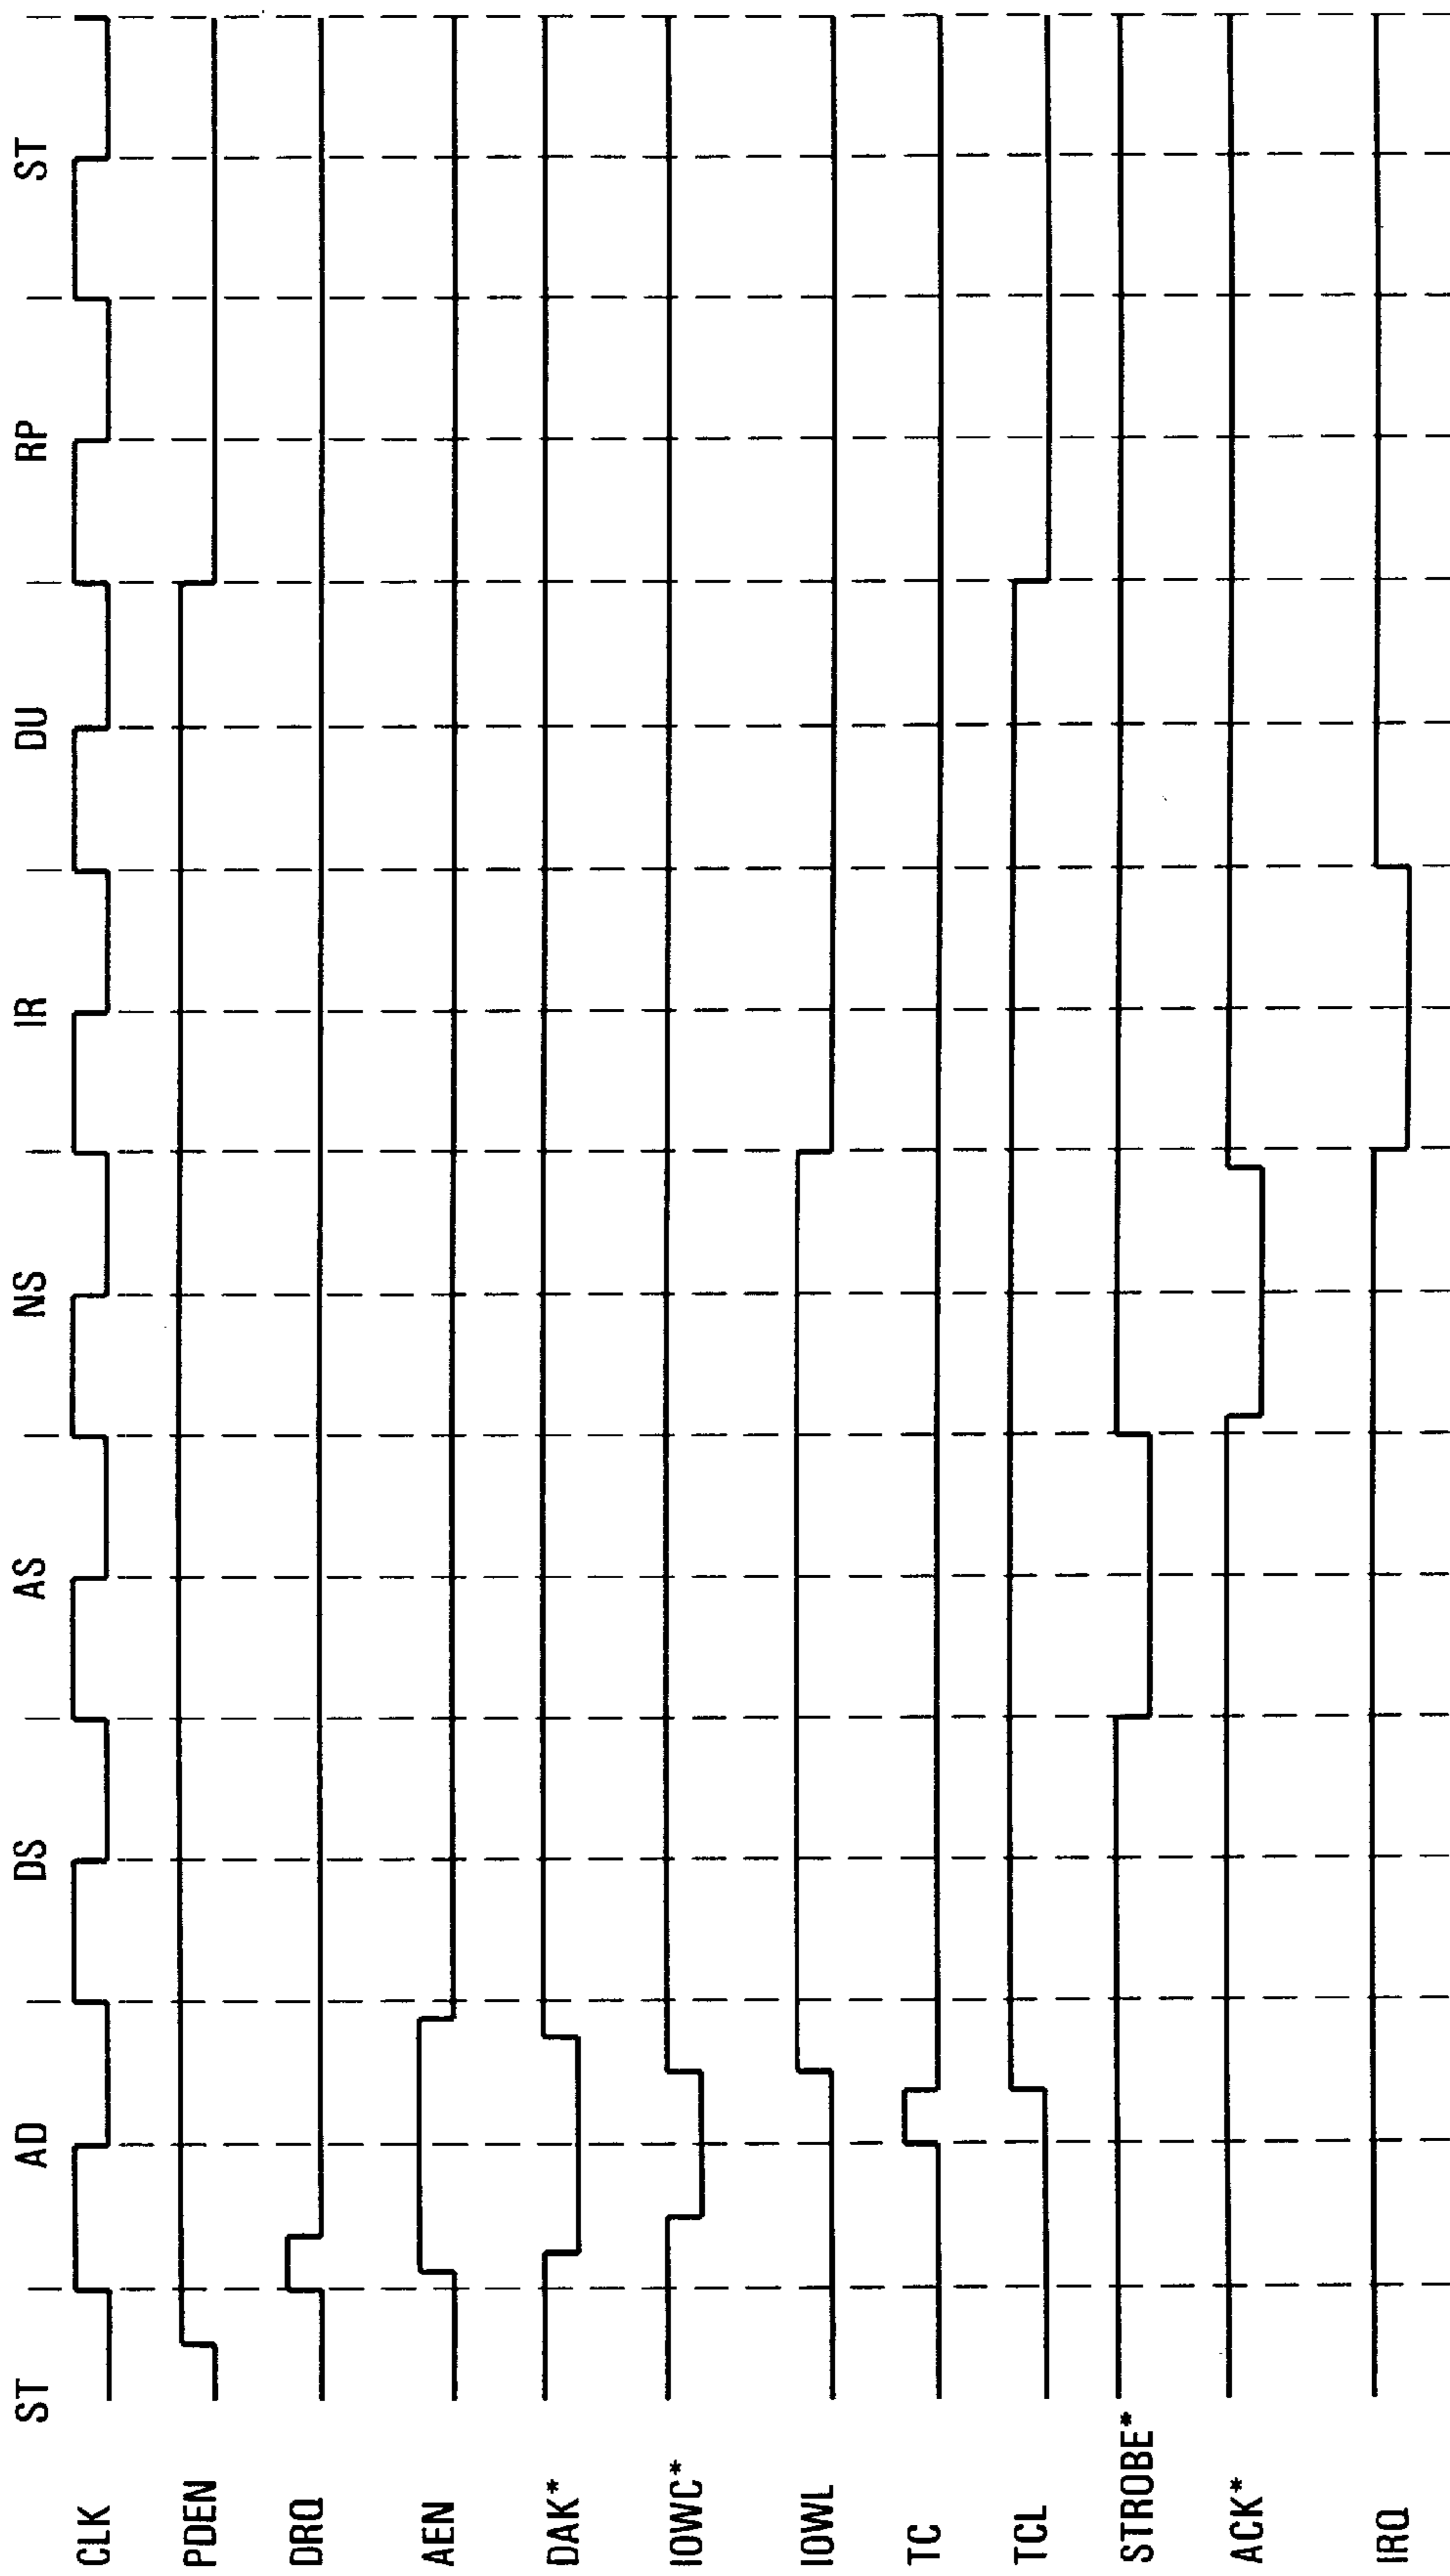 ST AD DS AS NS IR DU RP ST
CLK
PDEN
DRQ
AEN
DAK*
IOWC*
IOWL
TC
TCL
STROBE*
ACK*
IRQ